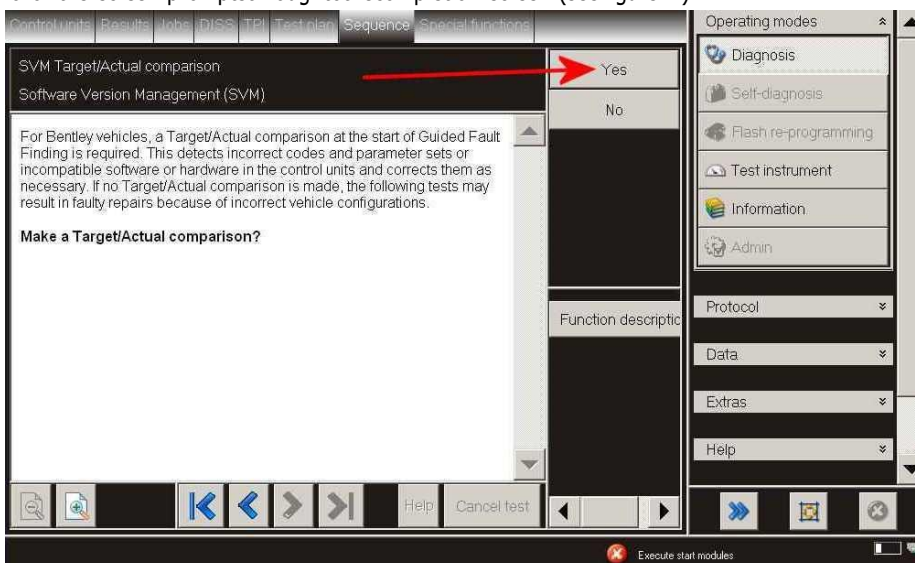 Control units Results Jobs DISS TPI Test plan Sequence Special functions
SVM Target/Actual comparison
Software Version Management (SVM)
For Bentley vehicles, a Target/Actual comparison at the start of Guided Fault
Finding is required. This detects incorrect codes and parameter sets or
incompatible software or hardware in the control units and corrects them as
necessary. If no Target/Actual comparison is made, the following tests may
result in faulty repairs because of incorrect vehicle configurations.
Make a Target/Actual comparison?
Yes
No
Function descriptic
Help
Cancel test
Operating modes
Diagnosis
Self-diagnosis
Flash re-programming
Test instrument
Information
Admin
Protocol
Data
Extras
Help
Execute start modules